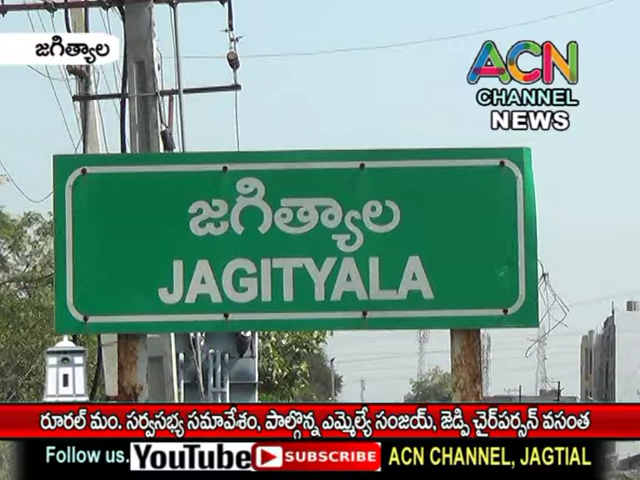 జగిత్యాల
ACN
CHANNEL
NEWS
జగిత్యాల
JAGITYALA
రూరల్ మం. సర్వసభ్య సమావేశం, పాల్గొన్న ఎమ్మెల్యే సంజయ్, జెడ్పి చైర్‌పర్సన్ వసంత
Follow us. YouTube SUBSCRIBE ACN CHANNEL, JAGTIAL